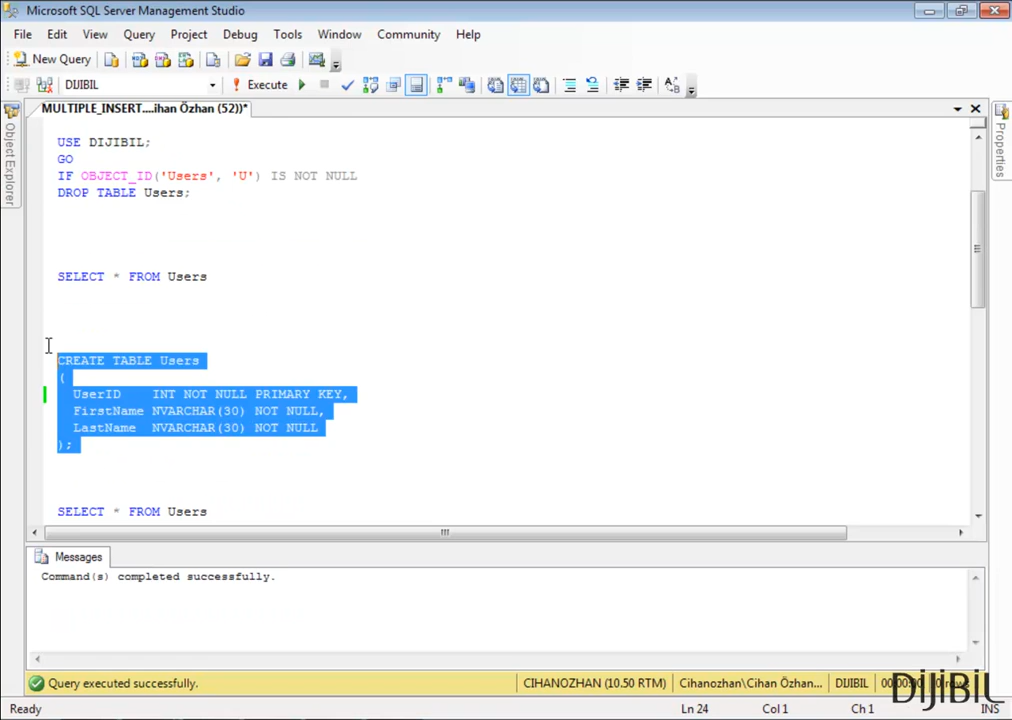 Microsoft SQL Server Management Studio
File Edit View Query Project Debug Tools Window Community Help
New Query
DIJIBIL Execute
MULTIPLE_INSERT....ihan Özhan (52))*
Object Explorer
Properties
USE DIJIBIL;
GO
IF OBJECT_ID('Users', 'U') IS NOT NULL
DROP TABLE Users;
SELECT * FROM Users
CREATE TABLE Users
(
UserID INT NOT NULL PRIMARY KEY,
FirstName NVARCHAR(30) NOT NULL,
LastName NVARCHAR(30) NOT NULL
);
SELECT * FROM Users
Messages
Command(s) completed successfully.
Query executed successfully. CIHANOZHAN (10.50 RTM) Cihanozhan\Cihan Özhan... DIJIBIL
DIJIBIL
Ready Ln 24 Col 1 Ch 1 INS